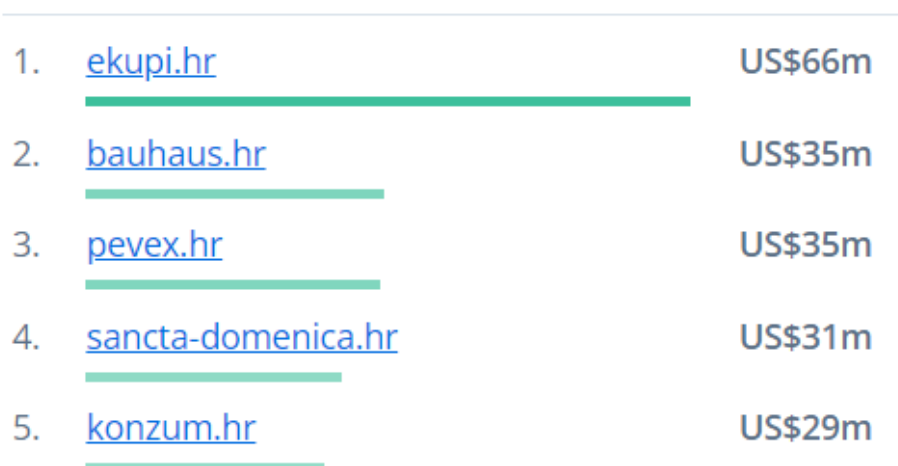 1. ekupi.hr US$66m
2. bauhaus.hr US$35m
3. pevex.hr US$35m
4. sancta-domenica.hr US$31m
5. konzum.hr US$29m